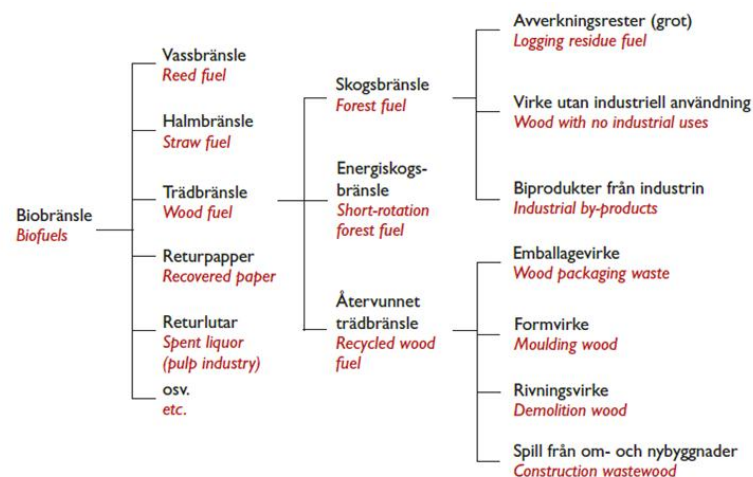 Biobränsle
Biofuels
Vassbränsle
Reed fuel
Halmbränsle
Straw fuel
Trädbränsle
Wood fuel
Returpapper
Recovered paper
Returlutar
Spent liquor
(pulp industry)
osv.
etc.
Skogsbränsle
Forest fuel
Energiskogs-
bränsle
Short-rotation
forest fuel
Återvunnet
trädbränsle
Recycled wood
fuel
Avverkningsrester (grot)
Logging residue fuel
Virke utan industriell användning
Wood with no industrial uses
Biprodukter från industrin
Industrial by-products
Emballagevirke
Wood packaging waste
Formvirke
Moulding wood
Rivningsvirke
Demolition wood
Spill från om- och nybyggnader
Construction wastewood